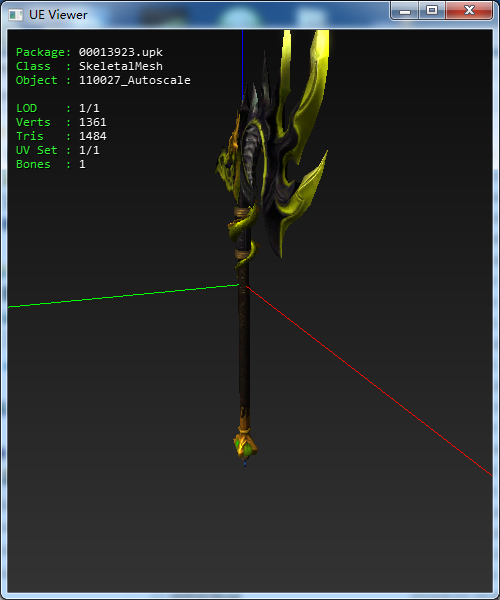 UE Viewer
Package: 00013923.upk
Class  : SkeletalMesh
Object : 110027_Autoscale
LOD    : 1/1
Verts  : 1361
Tris   : 1484
UV Set : 1/1
Bones  : 1